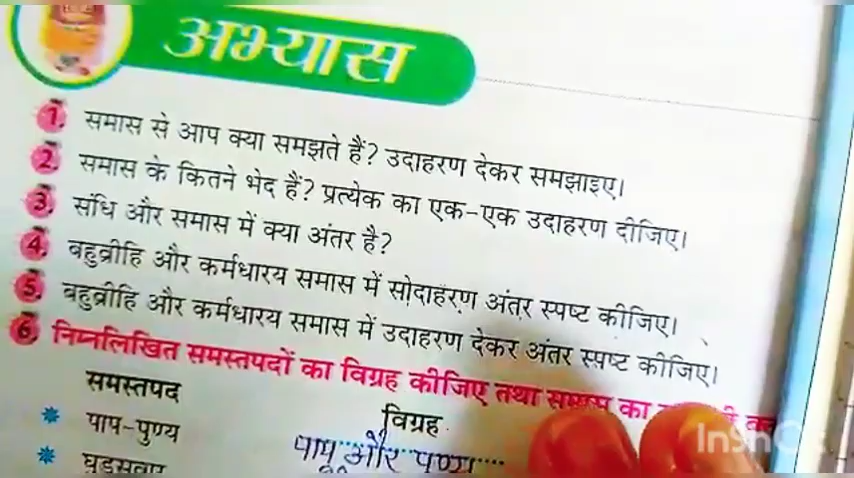 अभ्यास
1. समास से आप क्या समझते हैं? उदाहरण देकर समझाइए।
2. समास के कितने भेद हैं? प्रत्येक का एक-एक उदाहरण दीजिए।
3. संधि और समास में क्या अंतर है?
4. बहुव्रीहि और कर्मधारय समास में सोदाहरण अंतर स्पष्ट कीजिए।
5. बहुव्रीहि और कर्मधारय समास में उदाहरण देकर अंतर स्पष्ट कीजिए।
6. निम्नलिखित समस्तपदों का विग्रह कीजिए तथा समास का
समस्तपद विग्रह
पाप-पुण्य पाप और पुण्य
घुड़सवार